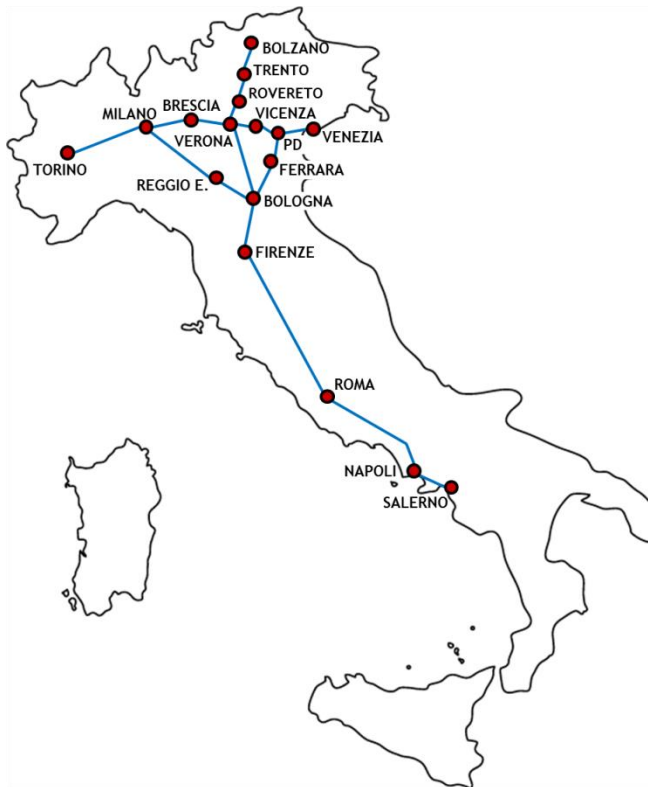 BOLZANO
TRENTO
ROVERETO
BRESCIA
VICENZA
MILANO
VERONA
PD
VENEZIA
TORINO
FERRARA
REGGIO E.
BOLOGNA
FIRENZE
ROMA
NAPOLI
SALERNO